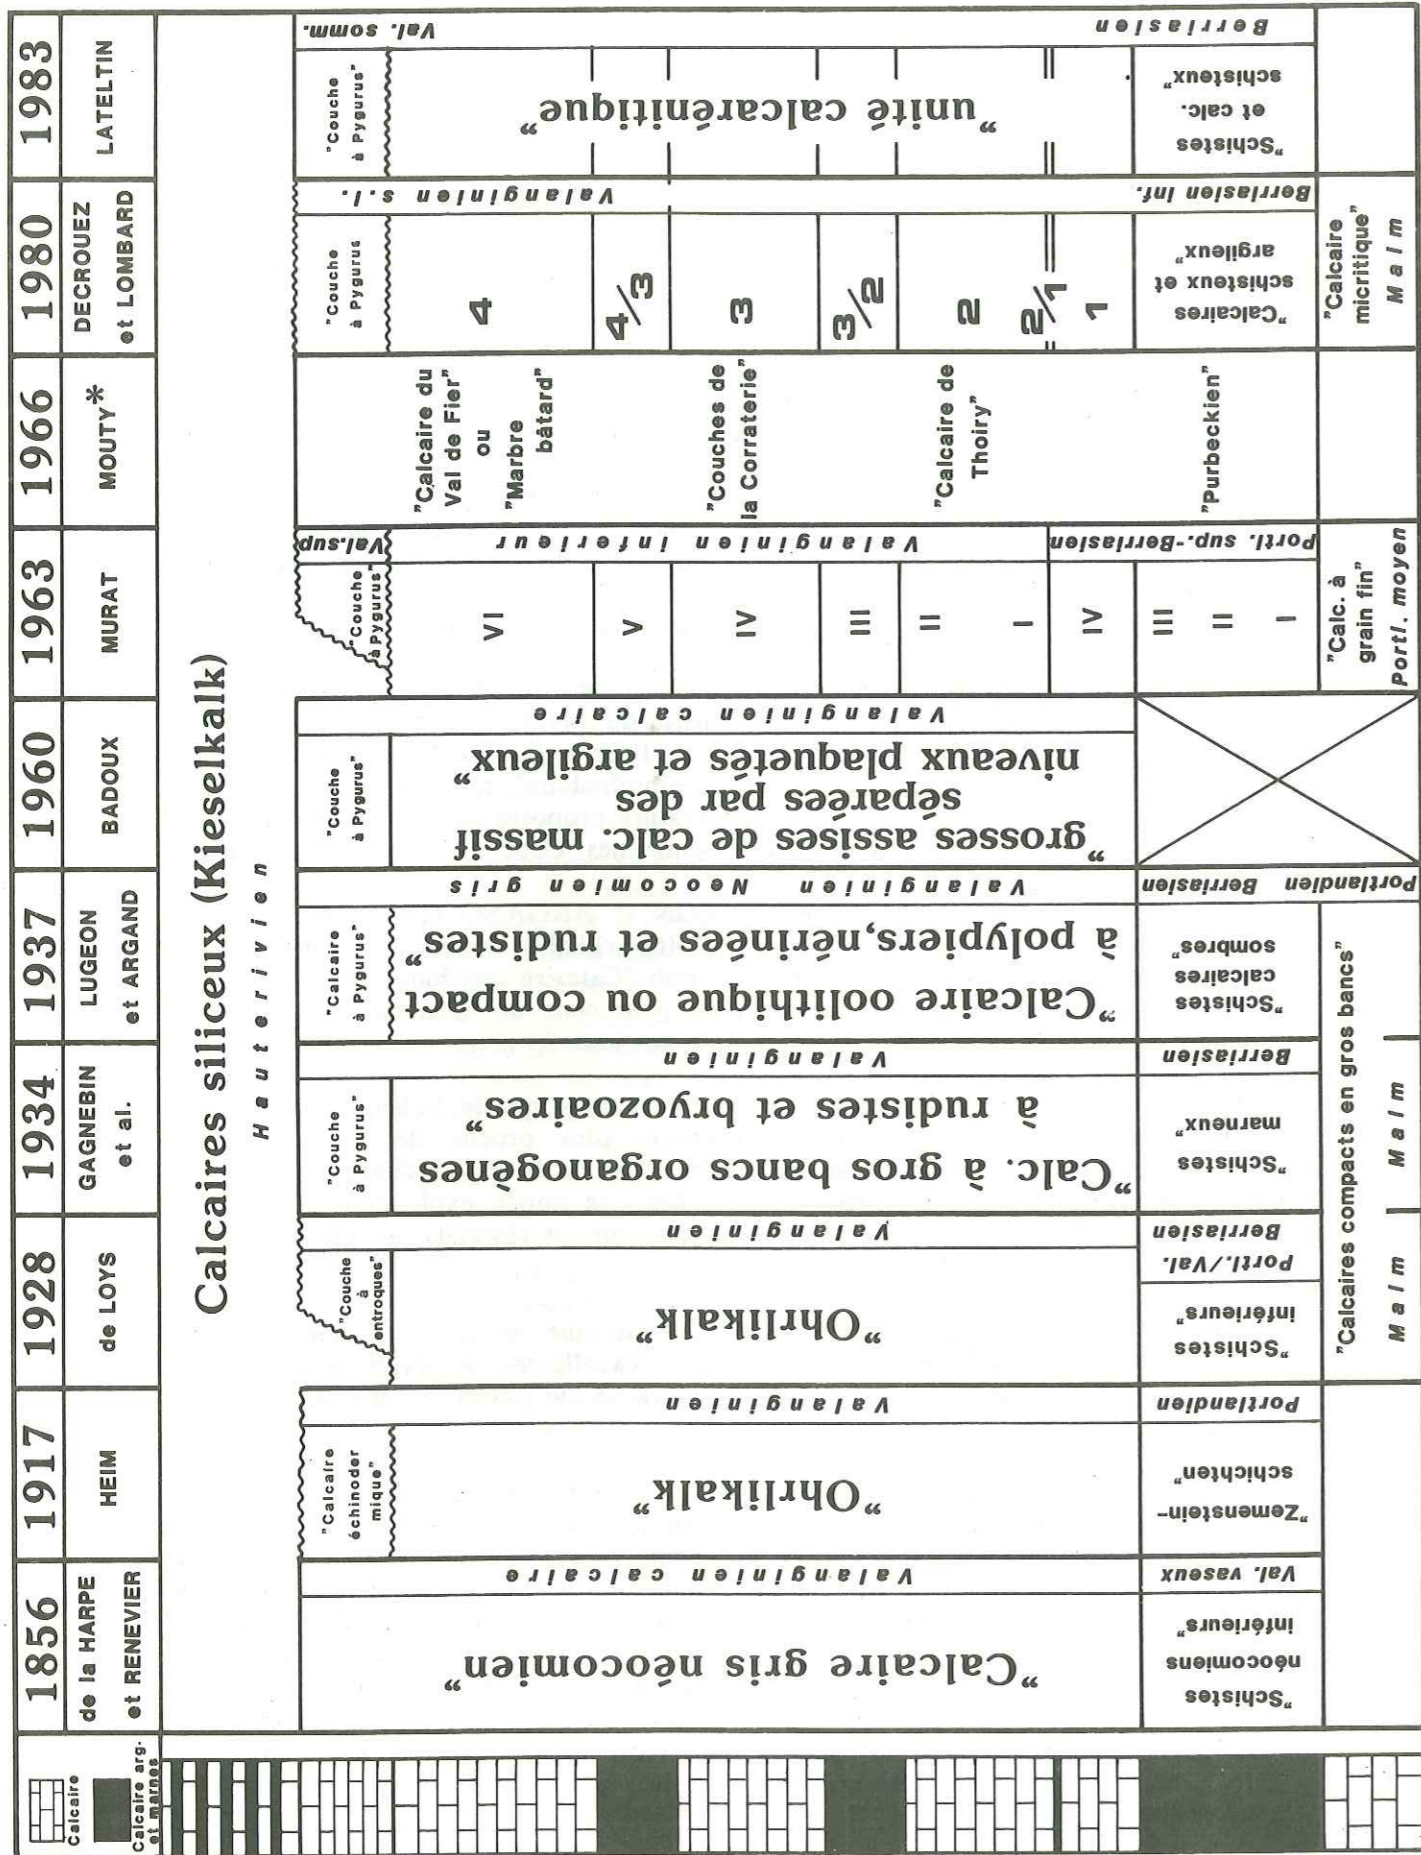 Calcaire
Calcaire arg.
et marnes
1856
de la HARPE
et RENEVIER
1917
HEIM
1928
de LOYS
1934
GAGNEBIN
et al.
1937
LUGEON
et ARGAND
1960
BADOUX
1963
MURAT
1966
MOUTY*
1980
DECROUEZ
et LOMBARD
1983
LATELTIN
Calcaires siliceux (Kieselkalk)
Hauterivien
"Calcaire gris néocomien"
Valanginien calcaire
"Schistes
néocomiens
inférieurs"
Val. vaseux
"Calcaire
échinoder
mique"
"Ohrlikalk"
Valanginien
"Zemenstein-
schichten"
Portlandien
"Couche
à
entroques"
"Ohrlikalk"
Valanginien
"Schistes
inférieurs"
Portl./Val.
Berriasien
"Couche
à Pygurus"
"Calc. à gros bancs organogènes
à rudistes et bryozoaires"
Valanginien
"Schistes
marneux"
Berriasien
"Calcaire
à Pygurus"
"Calcaire oolithique ou compact
à polypiers,nérinées et rudistes"
Valanginien Neocomien gris
"Schistes
calcaires
sombres"
Portlandien Berriasien
"Calcaires compacts en gros bancs"
Malm
Malm
"Couche
à Pygurus"
"grosses assises de calc. massif
séparées par des
niveaux plaquetés et argileux"
Valanginien calcaire
"Couche
à Pygurus"
Val.sup
VI
V
IV
III
II
I
Valanginien inferieur
IV
III
II
I
Portl. sup.-Berriasien
"Calc. à
grain fin"
Portl. moyen
"Calcaire du
Val de Fier"
ou
"Marbre
bâtard"
"Couches de
la Corraterie"
"Calcaire de
Thoiry"
"Purbeckien"
"Couche
à Pygurus
4
4/3
3
3/2
2
2/1
1
Valanginien s.l.
"Calcaires
schisteux et
argileux"
Berriasien inf.
"Calcaire
micritique"
Malm
"Couche
à Pygurus"
Val. somm.
"unité calcarénitique"
"Schistes
et calc.
schisteux"
Berriasien